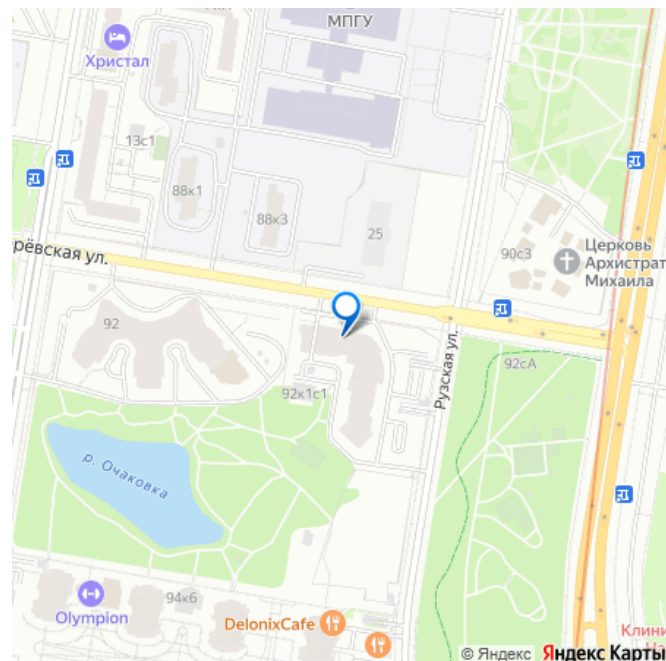 МПГУ
Христал
13с1
88к1
88к3
25
90с3
Церковь
Архистрат
Михаила
рёвская ул.
92
92к1с1
Рузская ул.
92сА
р. Очаковка
94к6
Olympion
DelonixCafe
Клини
© Яндекс Яндекс Карты